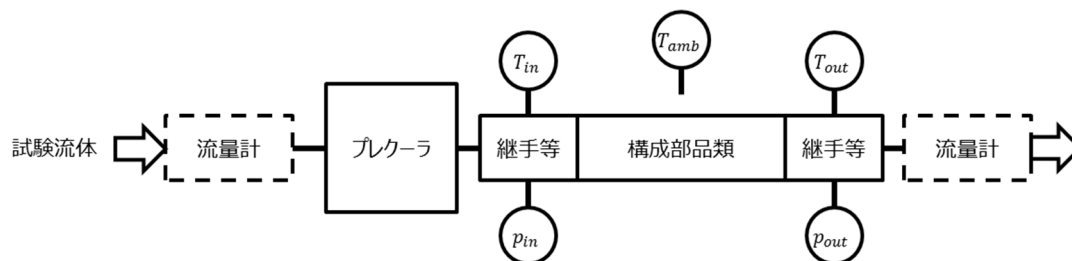 T_in
T_amb
T_out
試験流体
流量計
プレクーラ
継手等
構成部品類
継手等
流量計
p_in
p_out